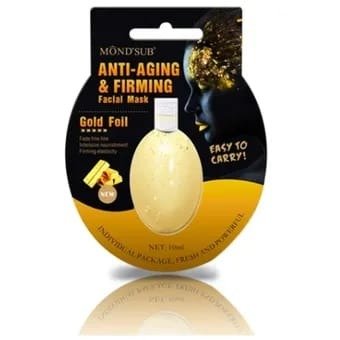 MOND'SUB
ANTI-AGING
& FIRMING
Facial Mask
Gold Foil
Fade fine line
Intensive nourishment
Firming elasticity
NEW
EASY TO
CARRY!
NET: 10ml
INDIVIDUAL PACKAGE, FRESH AND POWERFUL